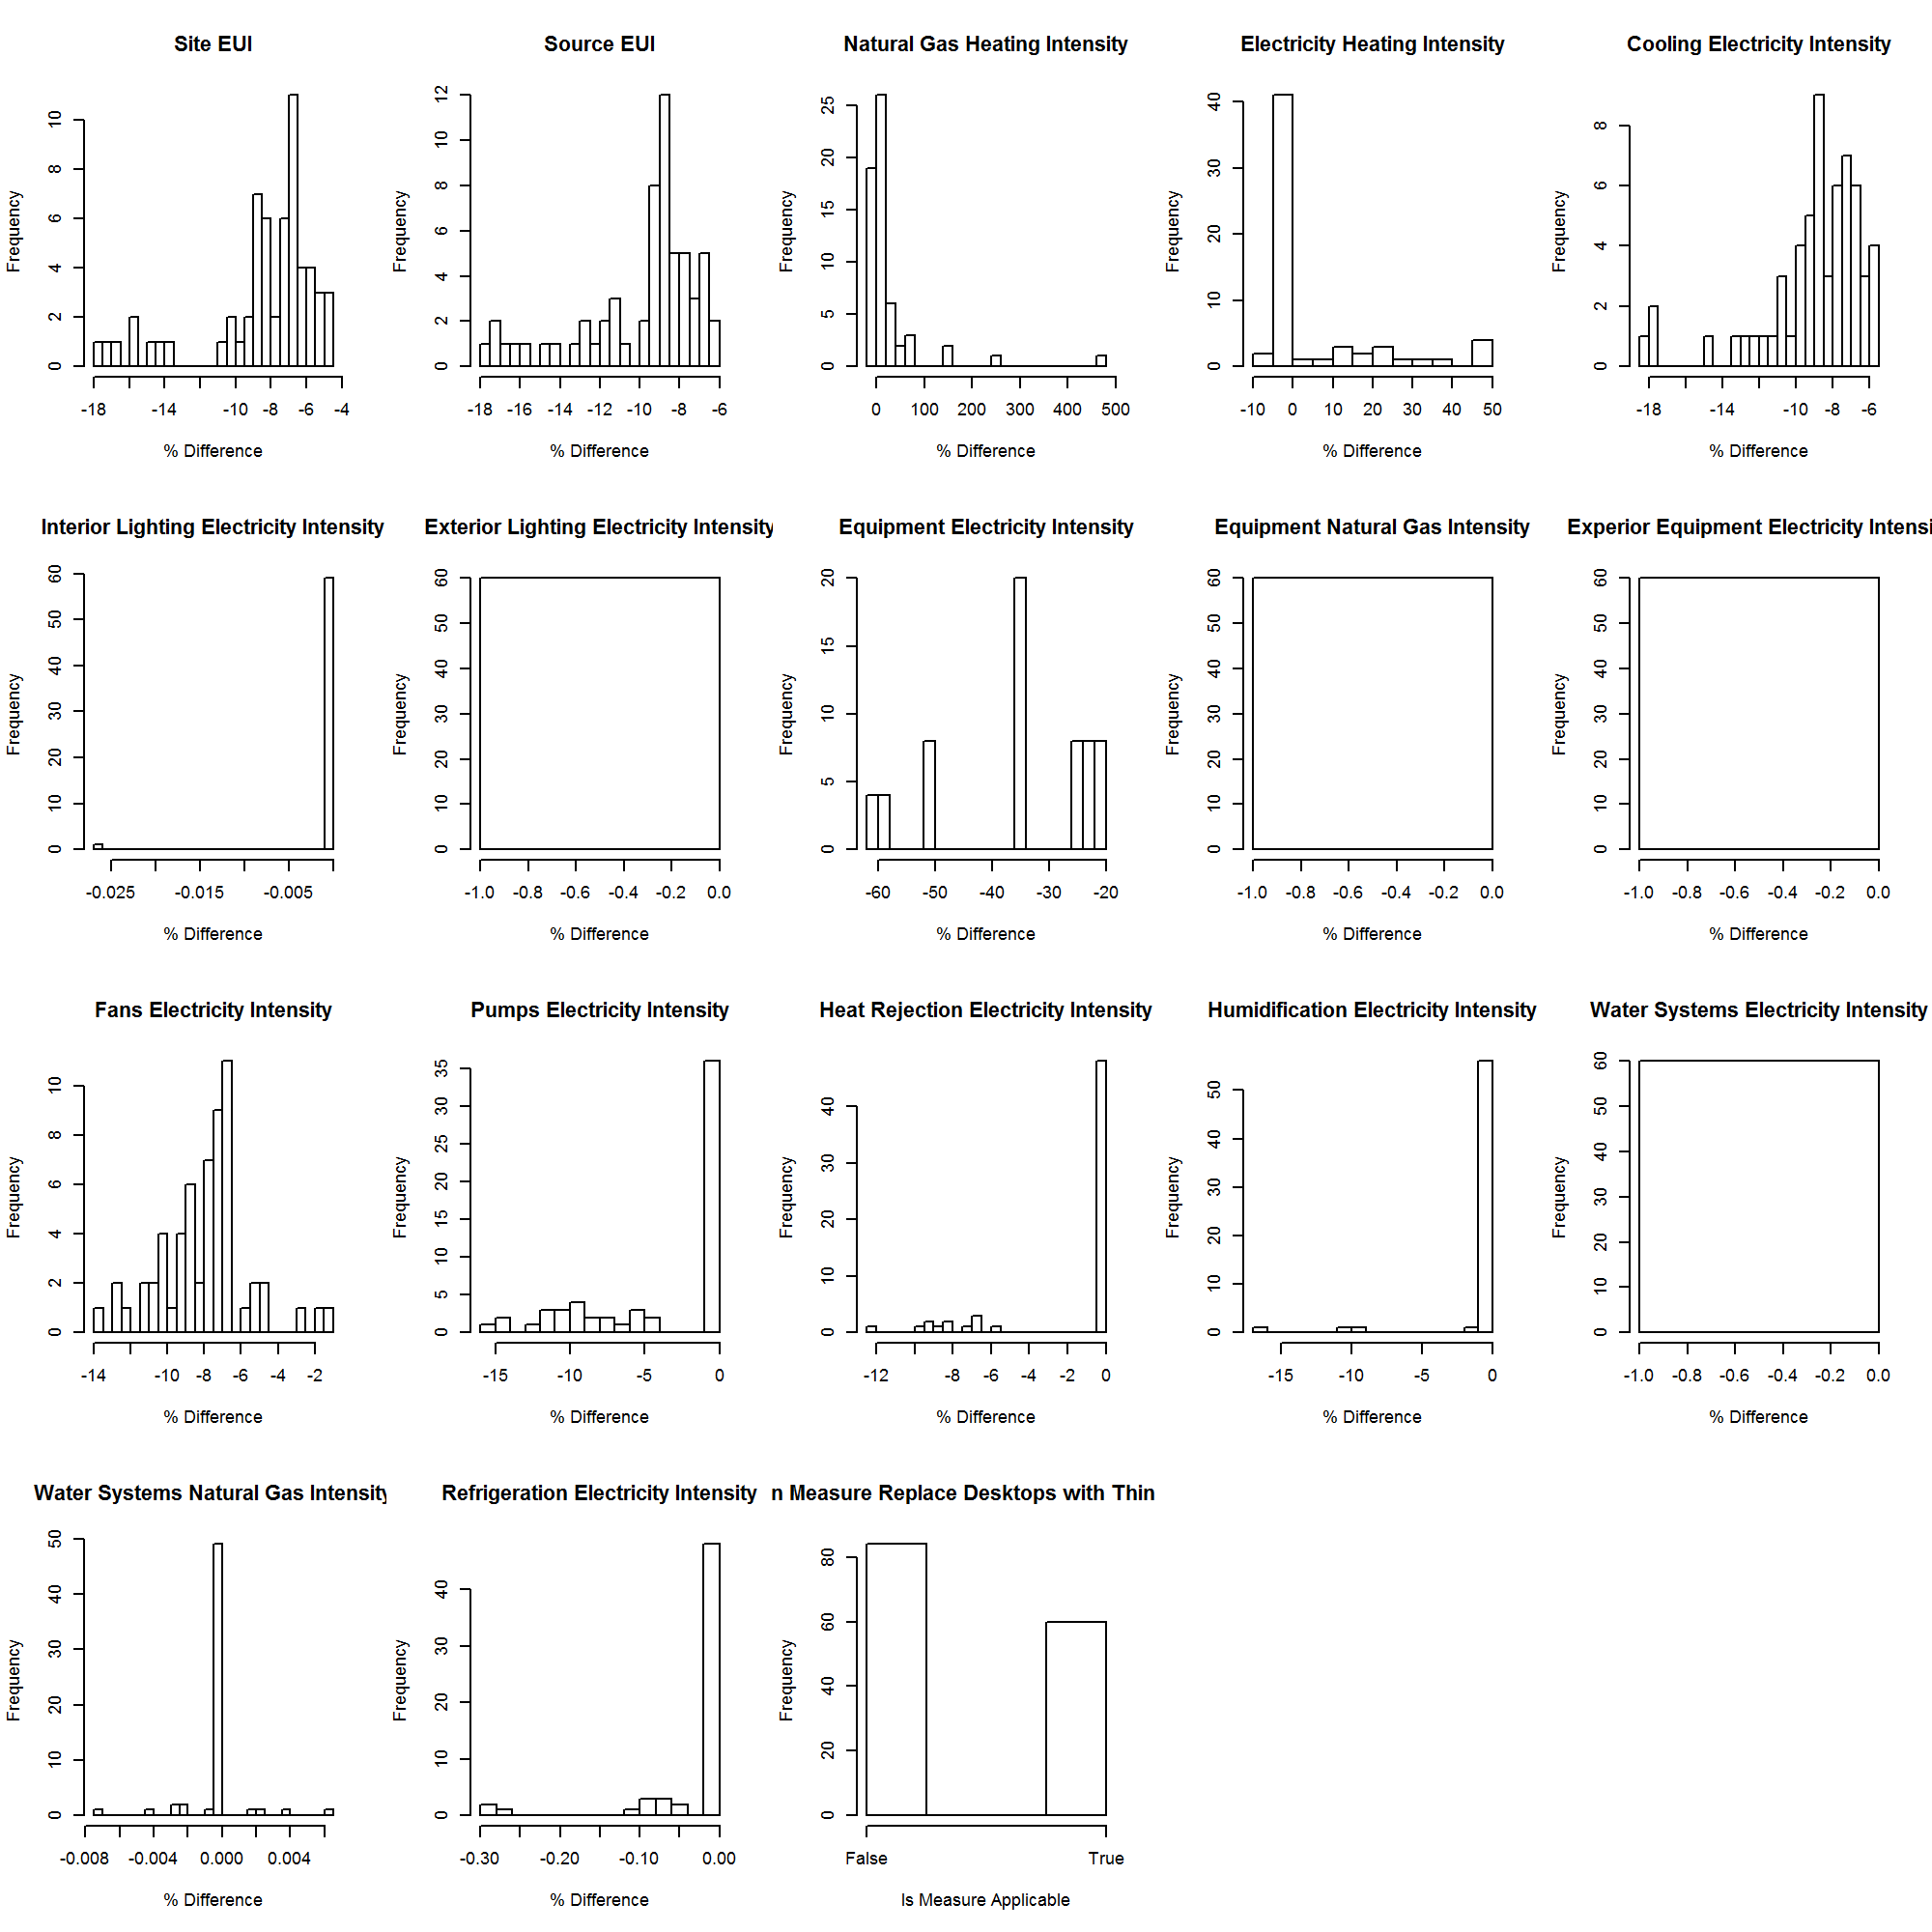 Site EUI
Frequency
0 2 4 6 8 10
-18 -14 -10 -8 -6 -4
% Difference
Source EUI
Frequency
0 2 4 6 8 10 12
-18 -16 -14 -12 -10 -8 -6
% Difference
Natural Gas Heating Intensity
Frequency
0 5 10 15 20 25
0 100 200 300 400 500
% Difference
Electricity Heating Intensity
Frequency
0 10 20 30 40
-10 0 10 20 30 40 50
% Difference
Cooling Electricity Intensity
Frequency
0 2 4 6 8
-18 -14 -10 -8 -6
% Difference
Interior Lighting Electricity Intensity
Frequency
0 10 20 30 40 50 60
-0.025 -0.015 -0.005
% Difference
Exterior Lighting Electricity Intensity
Frequency
0 10 20 30 40 50 60
-1.0 -0.8 -0.6 -0.4 -0.2 0.0
% Difference
Equipment Electricity Intensity
Frequency
0 5 10 15 20
-60 -50 -40 -30 -20
% Difference
Equipment Natural Gas Intensity
Frequency
0 10 20 30 40 50 60
-1.0 -0.8 -0.6 -0.4 -0.2 0.0
% Difference
Experior Equipment Electricity Intensi
Frequency
0 10 20 30 40 50 60
-1.0 -0.8 -0.6 -0.4 -0.2 0.0
% Difference
Fans Electricity Intensity
Frequency
0 2 4 6 8 10
-14 -10 -8 -6 -4 -2
% Difference
Pumps Electricity Intensity
Frequency
0 5 10 15 20 25 30 35
-15 -10 -5 0
% Difference
Heat Rejection Electricity Intensity
Frequency
0 10 20 30 40
-12 -8 -6 -4 -2 0
% Difference
Humidification Electricity Intensity
Frequency
0 10 20 30 40 50
-15 -10 -5 0
% Difference
Water Systems Electricity Intensity
Frequency
0 10 20 30 40 50 60
-1.0 -0.8 -0.6 -0.4 -0.2 0.0
% Difference
Water Systems Natural Gas Intensity
Frequency
0 10 20 30 40 50
-0.008 -0.004 0.000 0.004
% Difference
Refrigeration Electricity Intensity
Frequency
0 10 20 30 40
-0.30 -0.20 -0.10 0.00
% Difference
n Measure Replace Desktops with Thin
Frequency
0 20 40 60 80
False True
Is Measure Applicable